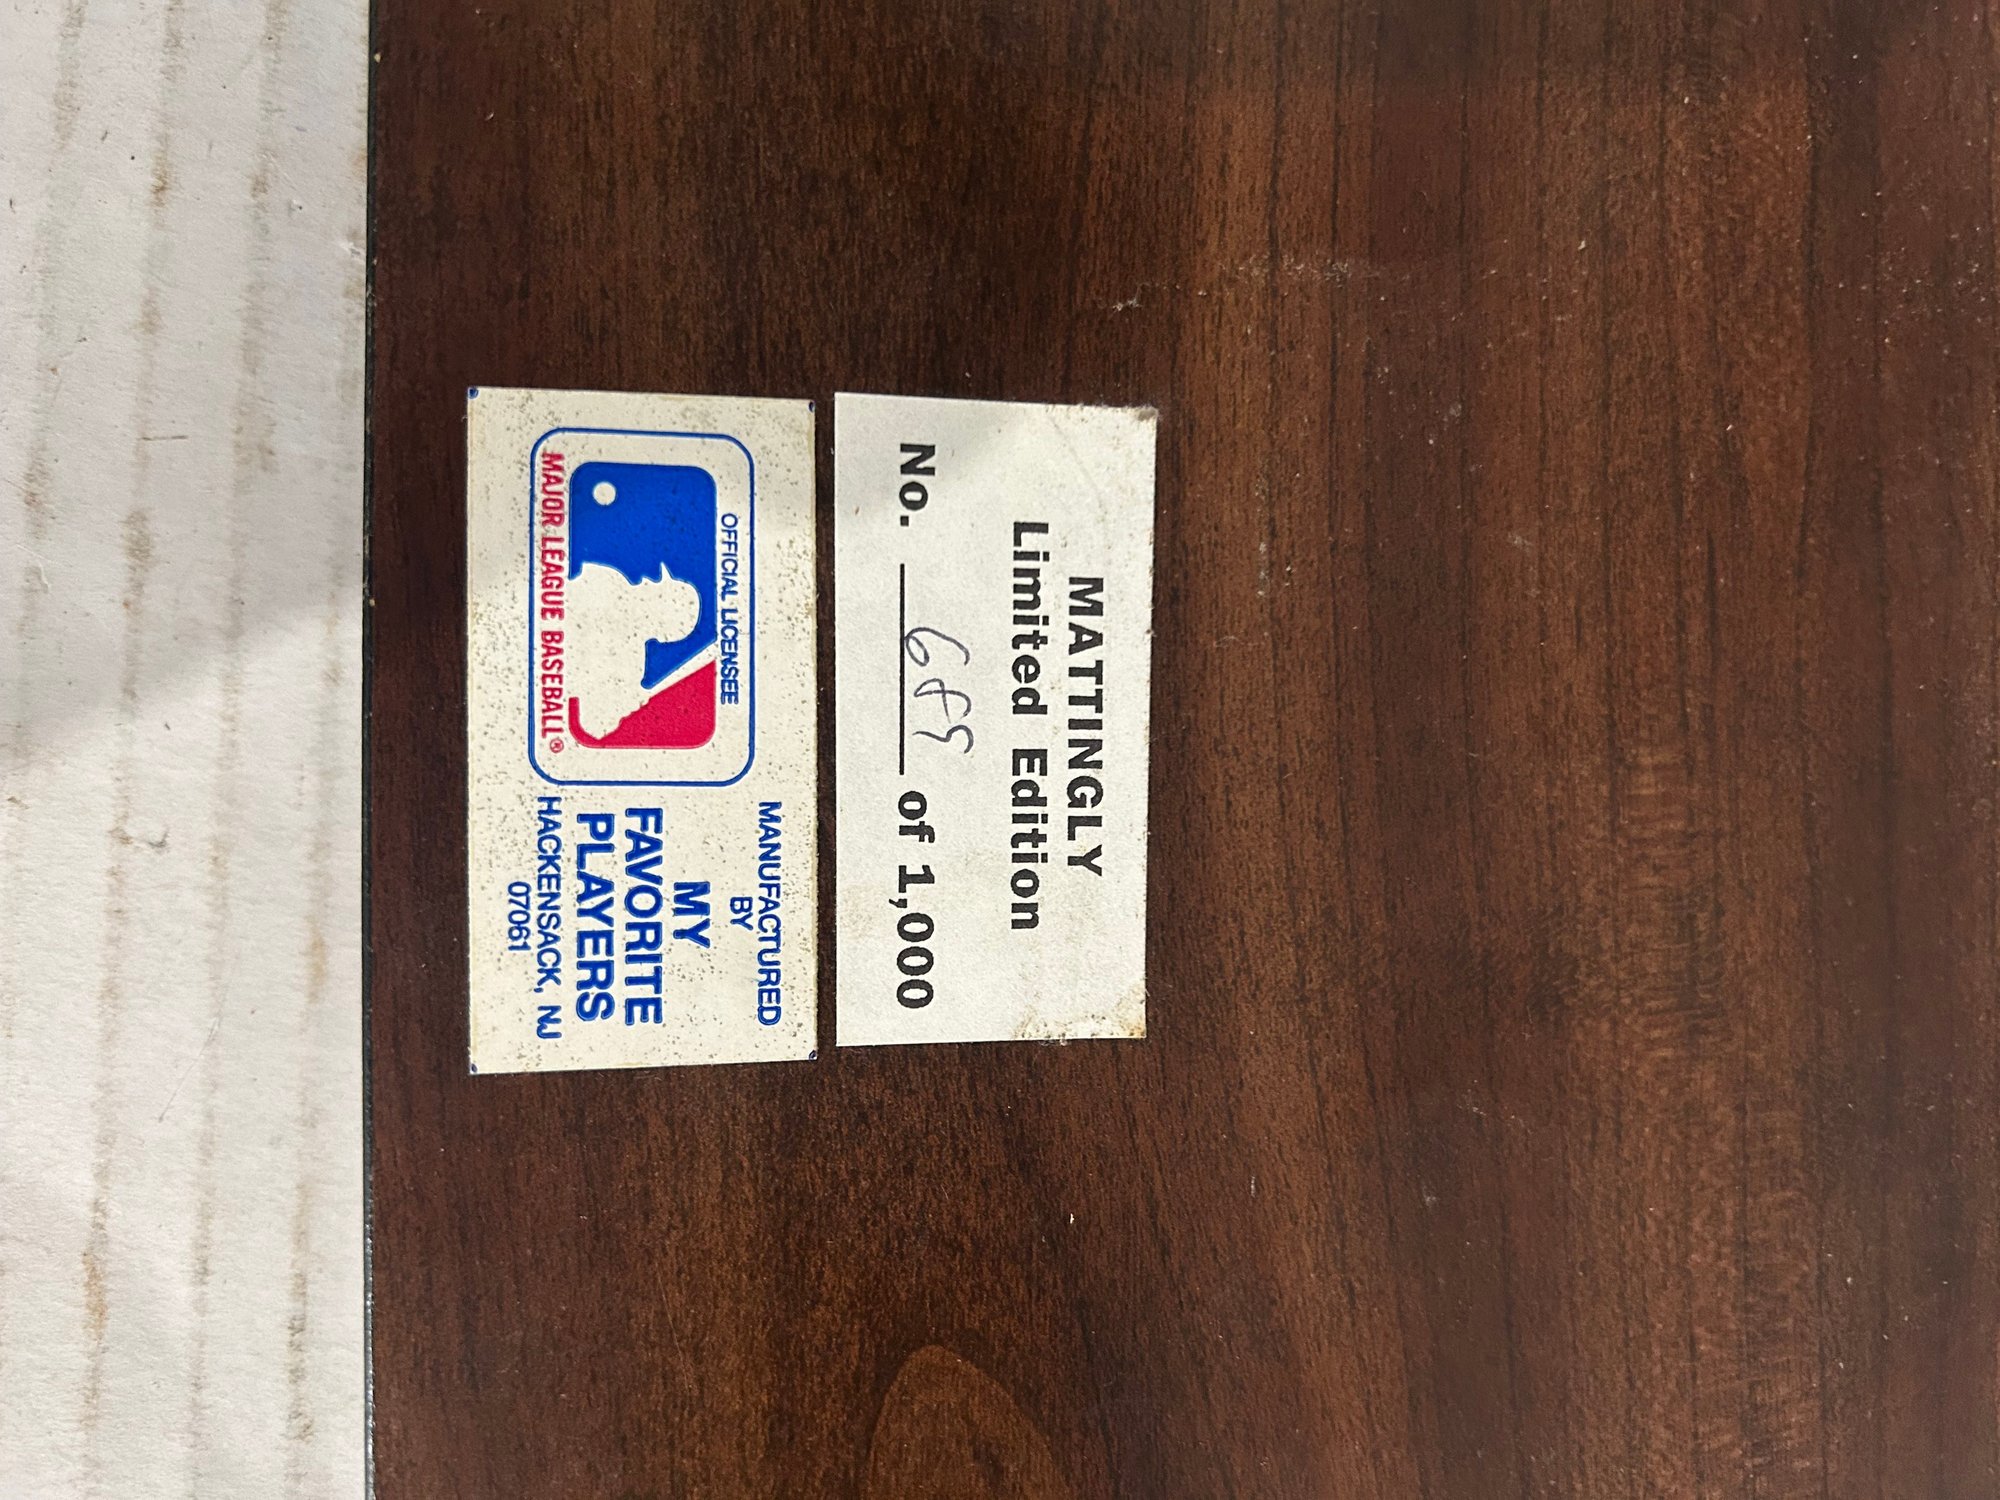 MATTINGLY
Limited Edition
No. of 1,000
OFFICIAL LICENSEE
MAJOR LEAGUE BASEBALL®
MANUFACTURED
BY
MY
FAVORITE
PLAYERS
HACKENSACK, NJ
07061